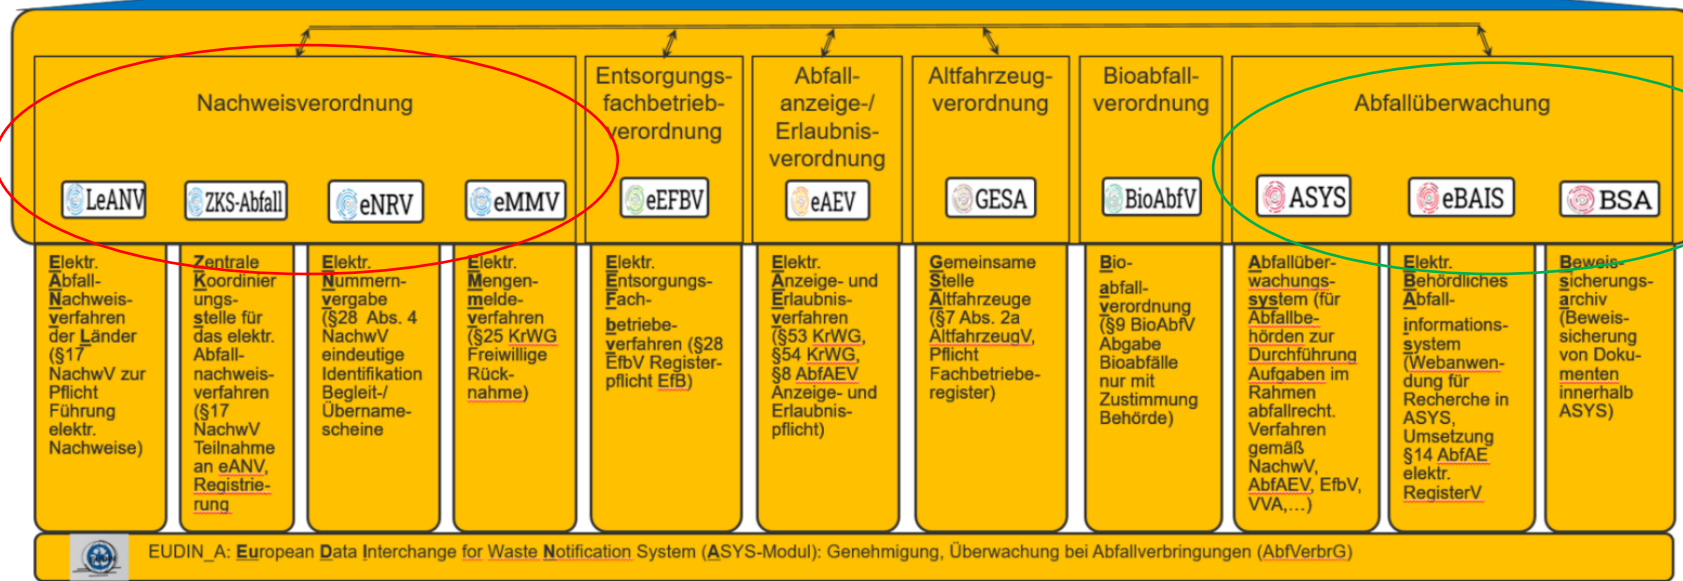 Nachweisverordnung
Entsorgungs-
fachbetrieb-
verordnung
Abfall-
anzeige-/
Erlaubnis-
verordnung
Altfahrzeug-
verordnung
Bioabfall-
verordnung
Abfallüberwachung
LeANV
ZKS-Abfall
eNRV
eMMV
eEFBV
eAEV
GESA
BioAbfV
ASYS
eBAIS
BSA
Elektr.
Abfall-
Nachweis-
verfahren
der Länder
(§17
NachwV zur
Pflicht
Führung
elektr.
Nachweise)
Zentrale
Koordinier
ungs-
stelle für
das elektr.
Abfall-
nachweis-
verfahren
(§17
NachwV
Teilnahme
an eANV,
Registrie-
rung
Elektr.
Nummern-
vergabe
(§28 Abs. 4
NachwV
eindeutige
Identifikation
Begleit-/
Übername-
scheine
Elektr.
Mengen-
melde-
verfahren
(§25 KrWG
Freiwillige
Rück-
nahme)
Elektr.
Entsorgungs-
Fach-
betriebe-
verfahren (§28
EfbV Register-
pflicht EfB)
Elektr.
Anzeige- und
Erlaubnis-
verfahren
(§53 KrWG,
§54 KrWG,
§8 AbfAEV
Anzeige- und
Erlaubnis-
pflicht)
Gemeinsame
Stelle
Altfahrzeuge
(§7 Abs. 2a
AltfahrzeugV,
Pflicht
Fachbetriebe-
register)
Bio-
abfall-
verordnung
(§9 BioAbfV
Abgabe
Bioabfälle
nur mit
Zustimmung
Behörde)
Abfallüber-
wachungs-
system (für
Abfallbe-
hörden zur
Durchführung
Aufgaben im
Rahmen
abfallrecht.
Verfahren
gemäß
NachwV,
AbfAEV, EfbV,
VVA,...)
Elektr.
Behördliches
Abfall-
informations-
system
(Webanwen-
dung für
Recherche in
ASYS,
Umsetzung
§14 AbfAE
elektr.
RegisterV
Beweis-
sicherungs-
archiv
(Beweis-
sicherung
von Doku-
menten
innerhalb
ASYS)
EUDIN_A: European Data Interchange for Waste Notification System (ASYS-Modul): Genehmigung, Überwachung bei Abfallverbringungen (AbfVerbrG)